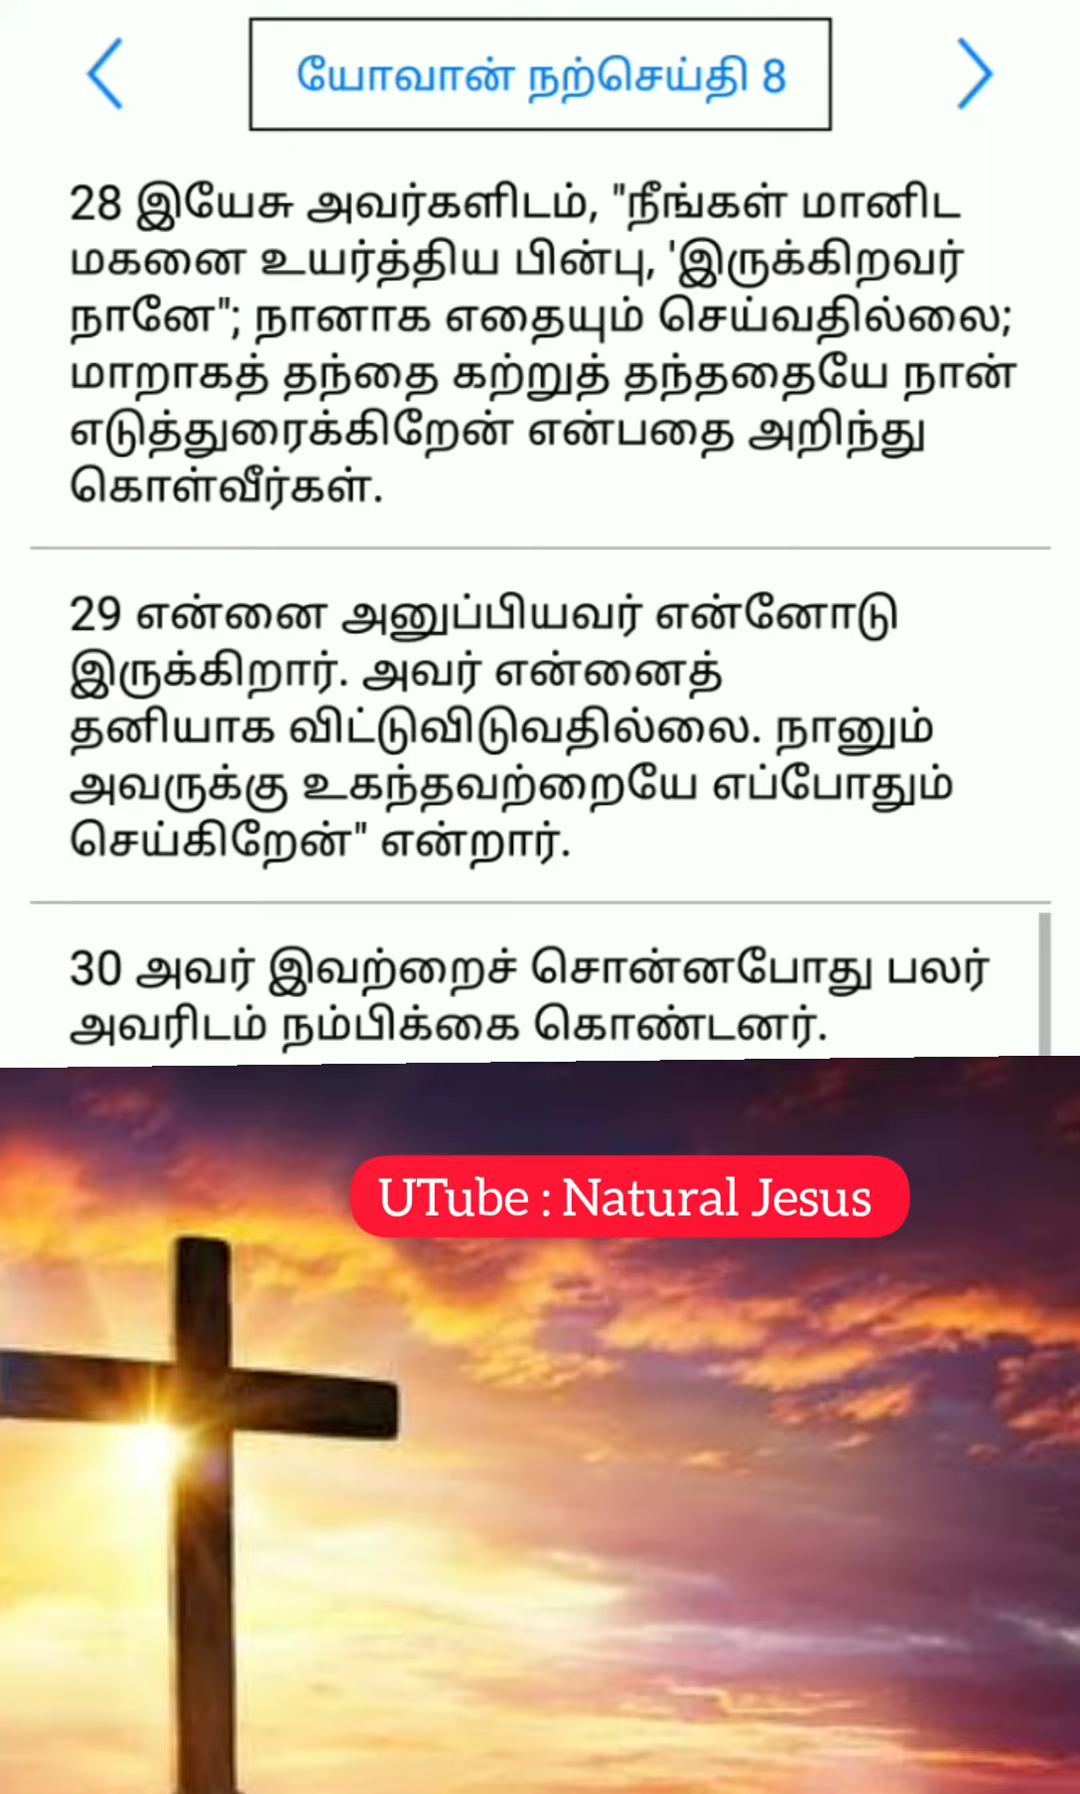 யோவான் நற்செய்தி 8
28 இயேசு அவர்களிடம், "நீங்கள் மானிட
மகனை உயர்த்திய பின்பு, 'இருக்கிறவர்
நானே"; நானாக எதையும் செய்வதில்லை;
மாறாகத் தந்தை கற்றுத் தந்ததையே நான்
எடுத்துரைக்கிறேன் என்பதை அறிந்து
கொள்வீர்கள்.
29 என்னை அனுப்பியவர் என்னோடு
இருக்கிறார். அவர் என்னைத்
தனியாக விட்டுவிடுவதில்லை. நானும்
அவருக்கு உகந்தவற்றையே எப்போதும்
செய்கிறேன்" என்றார்.
30 அவர் இவற்றைச் சொன்னபோது பலர்
அவரிடம் நம்பிக்கை கொண்டனர்.
UTube : Natural Jesus